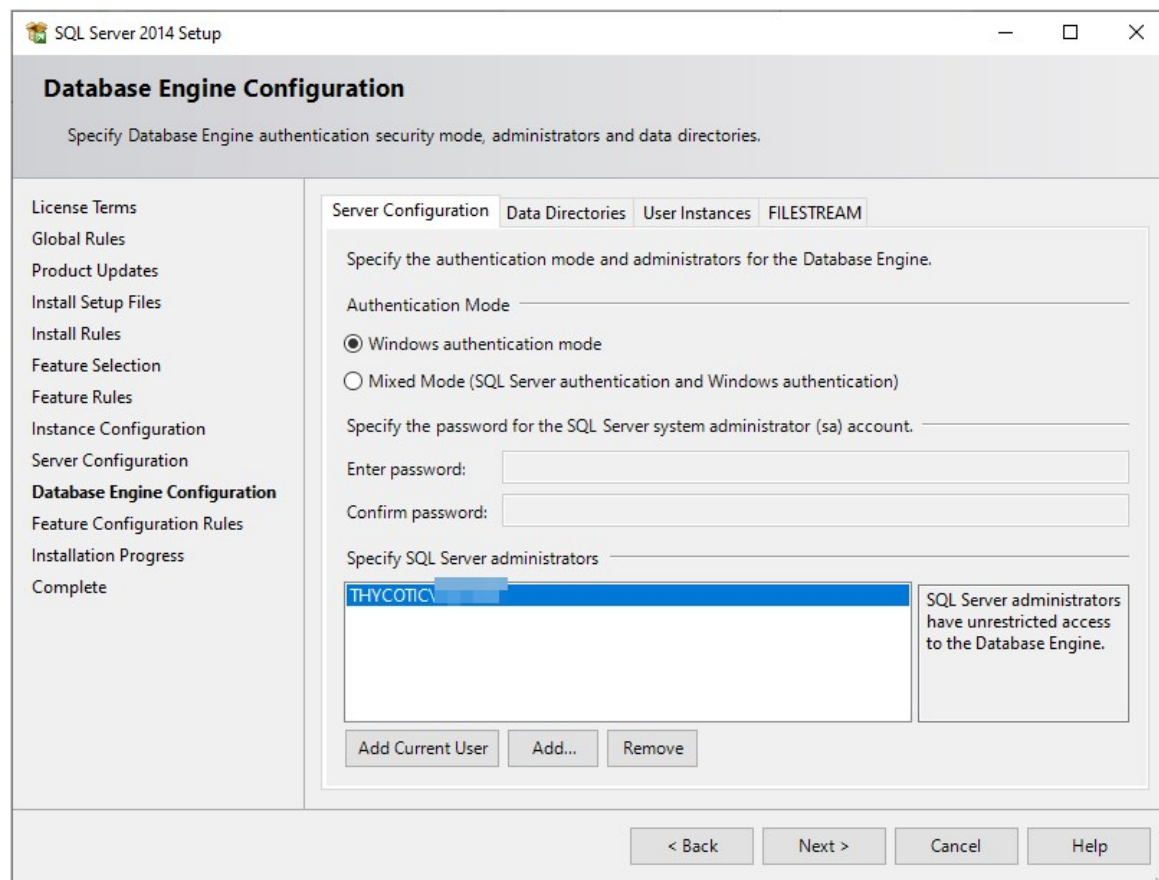 SQL Server 2014 Setup
Database Engine Configuration
Specify Database Engine authentication security mode, administrators and data directories.
License Terms
Global Rules
Product Updates
Install Setup Files
Install Rules
Feature Selection
Feature Rules
Instance Configuration
Server Configuration
Database Engine Configuration
Feature Configuration Rules
Installation Progress
Complete
Server Configuration Data Directories User Instances FILESTREAM
Specify the authentication mode and administrators for the Database Engine.
Authentication Mode
Windows authentication mode
Mixed Mode (SQL Server authentication and Windows authentication)
Specify the password for the SQL Server system administrator (sa) account.
Enter password:
Confirm password:
Specify SQL Server administrators
THYCOTIC\
SQL Server administrators
have unrestricted access
to the Database Engine.
Add Current User Add... Remove
< Back Next > Cancel Help